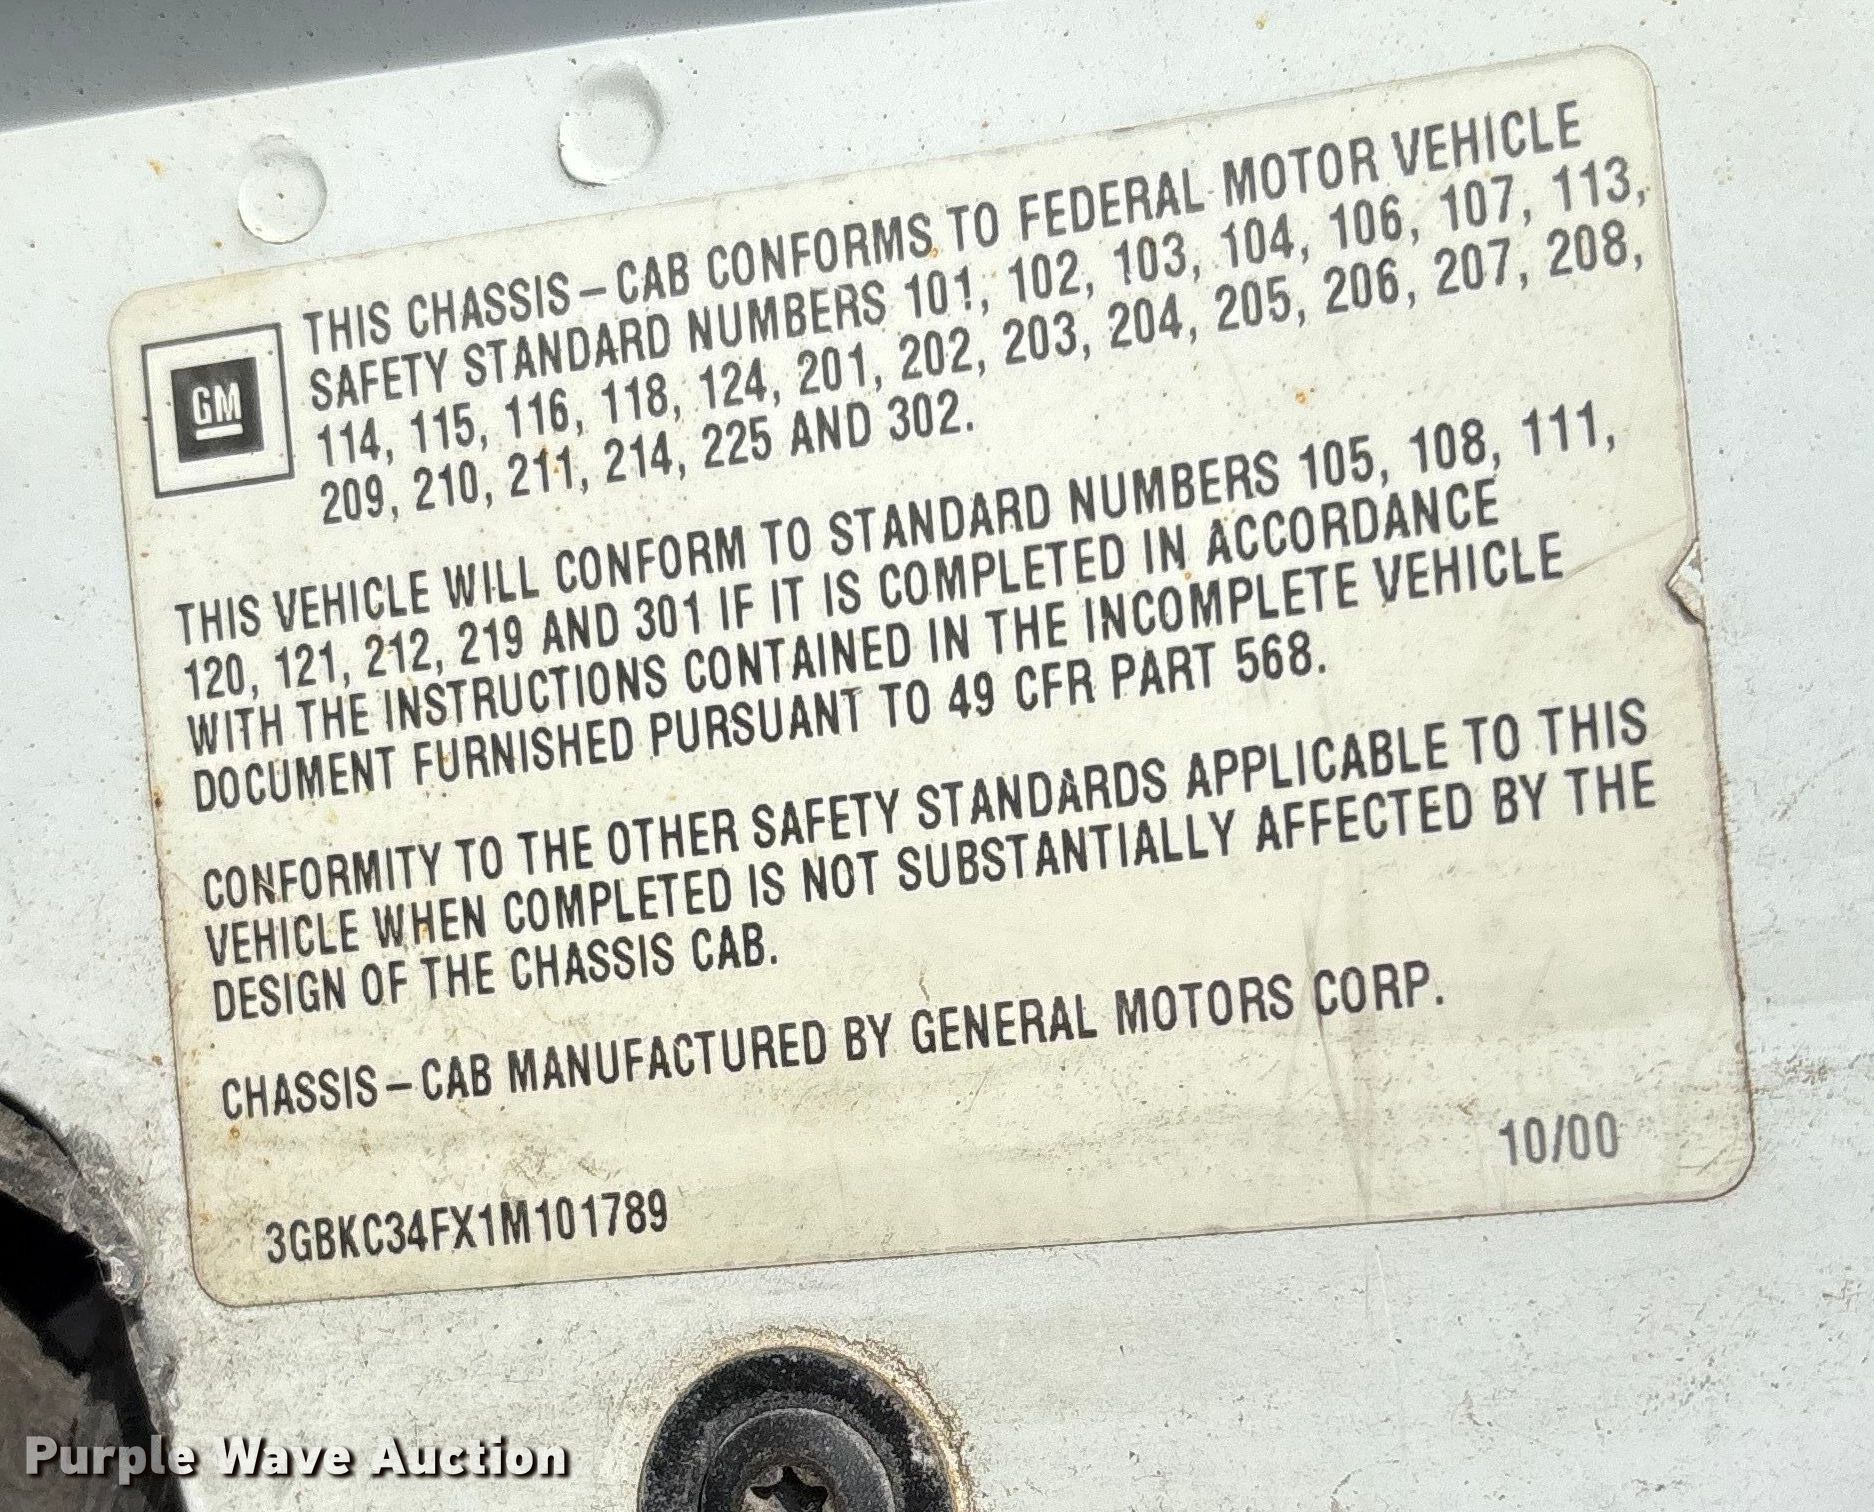 GM
THIS CHASSIS-CAB CONFORMS TO FEDERAL MOTOR VEHICLE
SAFETY STANDARD NUMBERS 101, 102, 103, 104, 106, 107, 113,
114, 115, 116, 118, 124, 201, 202, 203, 204, 205, 206, 207, 208,
209, 210, 211, 214, 225 AND 302.
THIS VEHICLE WILL CONFORM TO STANDARD NUMBERS 105, 108, 111,
120, 121, 212, 219 AND 301 IF IT IS COMPLETED IN ACCORDANCE
WITH THE INSTRUCTIONS CONTAINED IN THE INCOMPLETE VEHICLE
DOCUMENT FURNISHED PURSUANT TO 49 CFR PART 568.
CONFORMITY TO THE OTHER SAFETY STANDARDS APPLICABLE TO THIS
VEHICLE WHEN COMPLETED IS NOT SUBSTANTIALLY AFFECTED BY THE
DESIGN OF THE CHASSIS CAB.
CHASSIS-CAB MANUFACTURED BY GENERAL MOTORS CORP.
10/00
3GBKC34FX1M101789
Purple Wave Auction